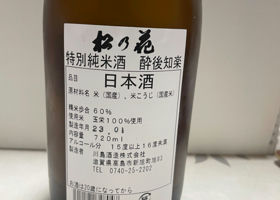 松乃花
特別純米酒 酔後知楽
品目
日本酒
原材料名 米(国産)、米こうじ(国産米)
精米歩合 60%
使用米 玉栄100%使用
製造年月 23.01
内容量 720ml
アルコール分 15度以上16度未満
製造者 川島酒造株式会社
滋賀県高島市新旭町旭83
TEL 0740-25-2202
お酒は20歳になってから